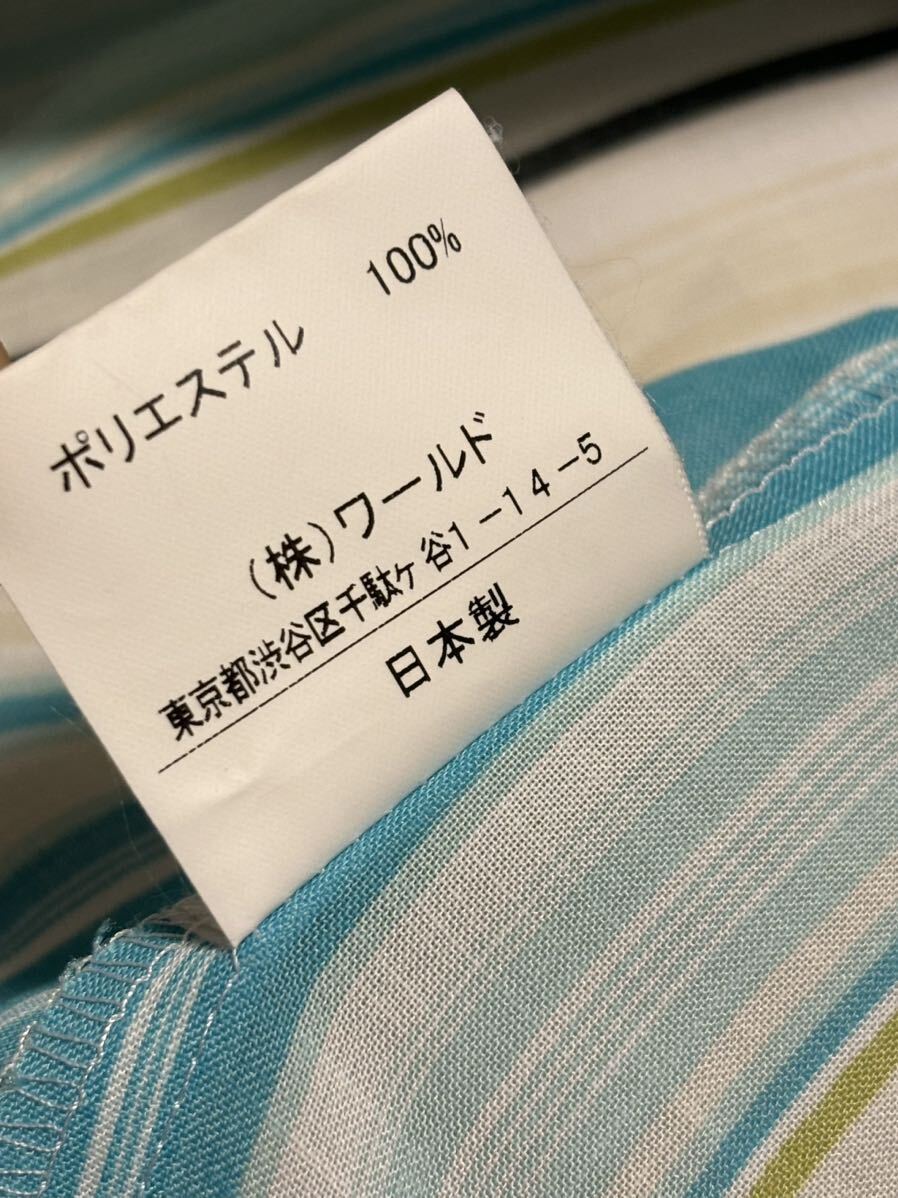 ポリエステル 100%
(株)ワールド
東京都渋谷区千駄ケ谷1-14-5
日本製